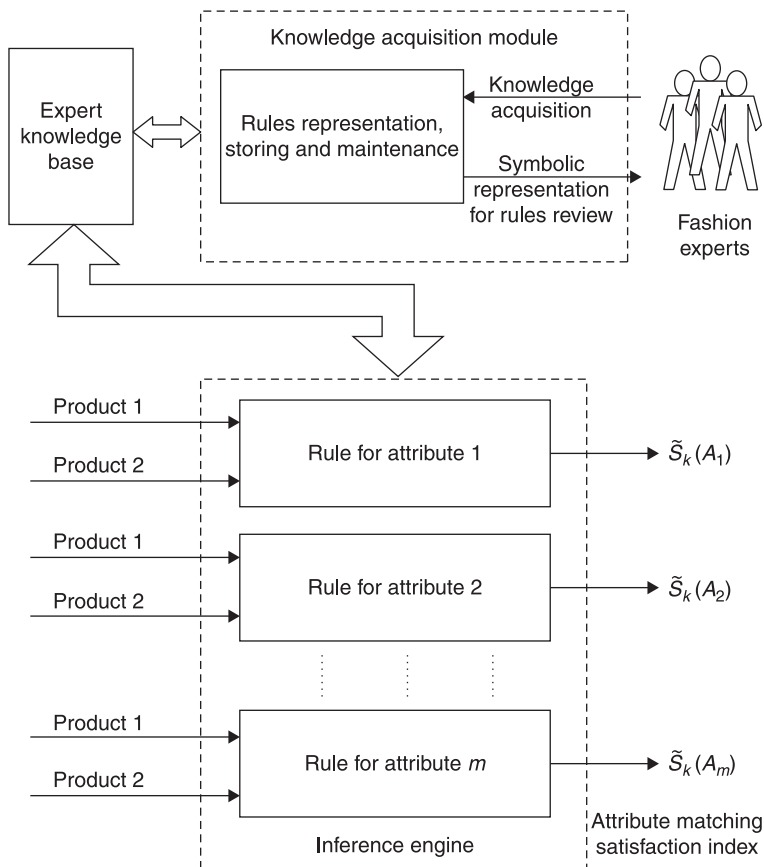 Knowledge acquisition module
Expert
knowledge
base
Rules representation,
storing and maintenance
Knowledge
acquisition
Symbolic
representation
for rules review
Fashion
experts
Product 1
Product 2
Rule for attribute 1
S̃ₖ(A₁)
Product 1
Product 2
Rule for attribute 2
S̃ₖ(A₂)
Product 1
Product 2
Rule for attribute m
S̃ₖ(Aₘ)
Inference engine
Attribute matching
satisfaction index